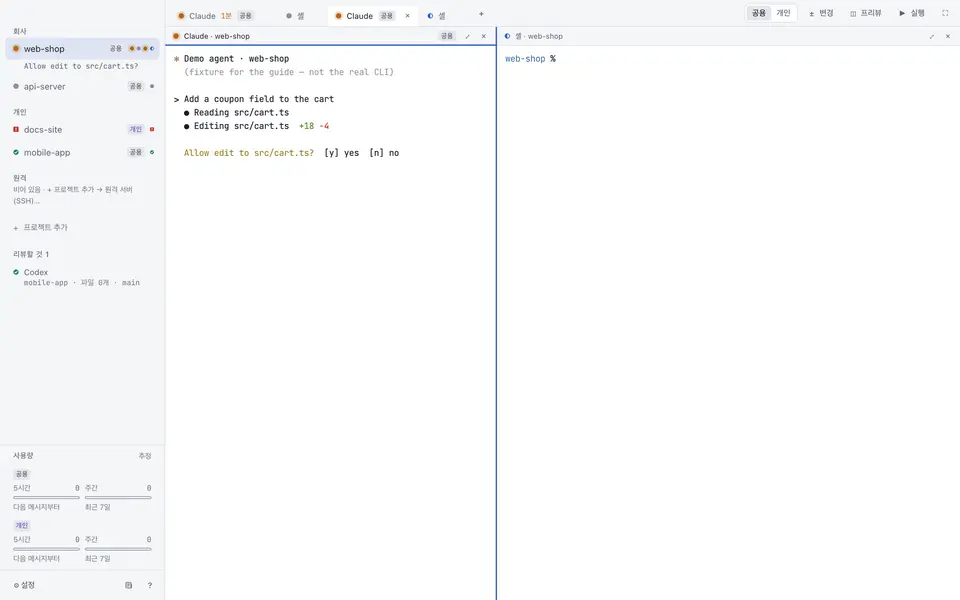 회사
web-shop 공용
Allow edit to src/cart.ts?
api-server 공용
개인
docs-site 개인
mobile-app 공용
원격
비어 있음 · + 프로젝트 추가 → 원격 서버
(SSH)…
+ 프로젝트 추가
리뷰할 것 1
Codex
mobile-app · 파일 0개 · main
사용량 추정
공용
5시간 0 주간 0
다음 메시지부터 최근 7일
개인
5시간 0 주간 0
다음 메시지부터 최근 7일
설정 ?
Claude 1분 공용 셸 Claude 공용 × 셸 +
공용 개인 ± 변경 프리뷰 실행
Claude · web-shop 공용 ×
✻ Demo agent · web-shop
(fixture for the guide — not the real CLI)
> Add a coupon field to the cart
● Reading src/cart.ts
● Editing src/cart.ts +18 -4
Allow edit to src/cart.ts? [y] yes [n] no
셸 · web-shop ×
web-shop %